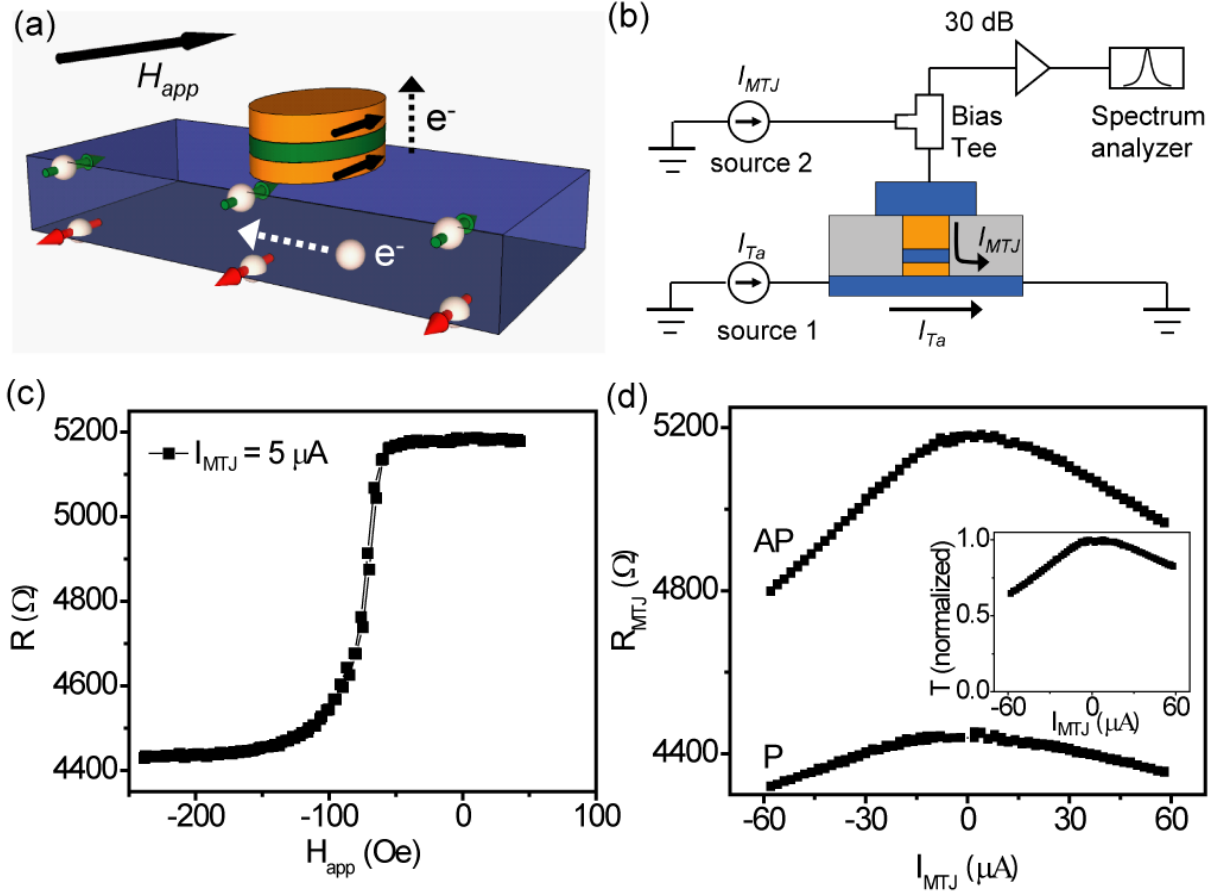 (a)
H_app
e⁻
e⁻
(b)
30 dB
I_MTJ
source 2
Bias
Tee
Spectrum
analyzer
I_MTJ
I_Ta
source 1
I_Ta
(c)
5200
5000
4800
4600
4400
R (Ω)
I_MTJ = 5 μA
-200 -100 0 100
H_app (Oe)
(d)
5200
4800
4400
R_MTJ (Ω)
AP
P
1.0
0.5
0.0
T (normalized)
-60 0 60
I_MTJ (μA)
-60 -30 0 30 60
I_MTJ (μA)